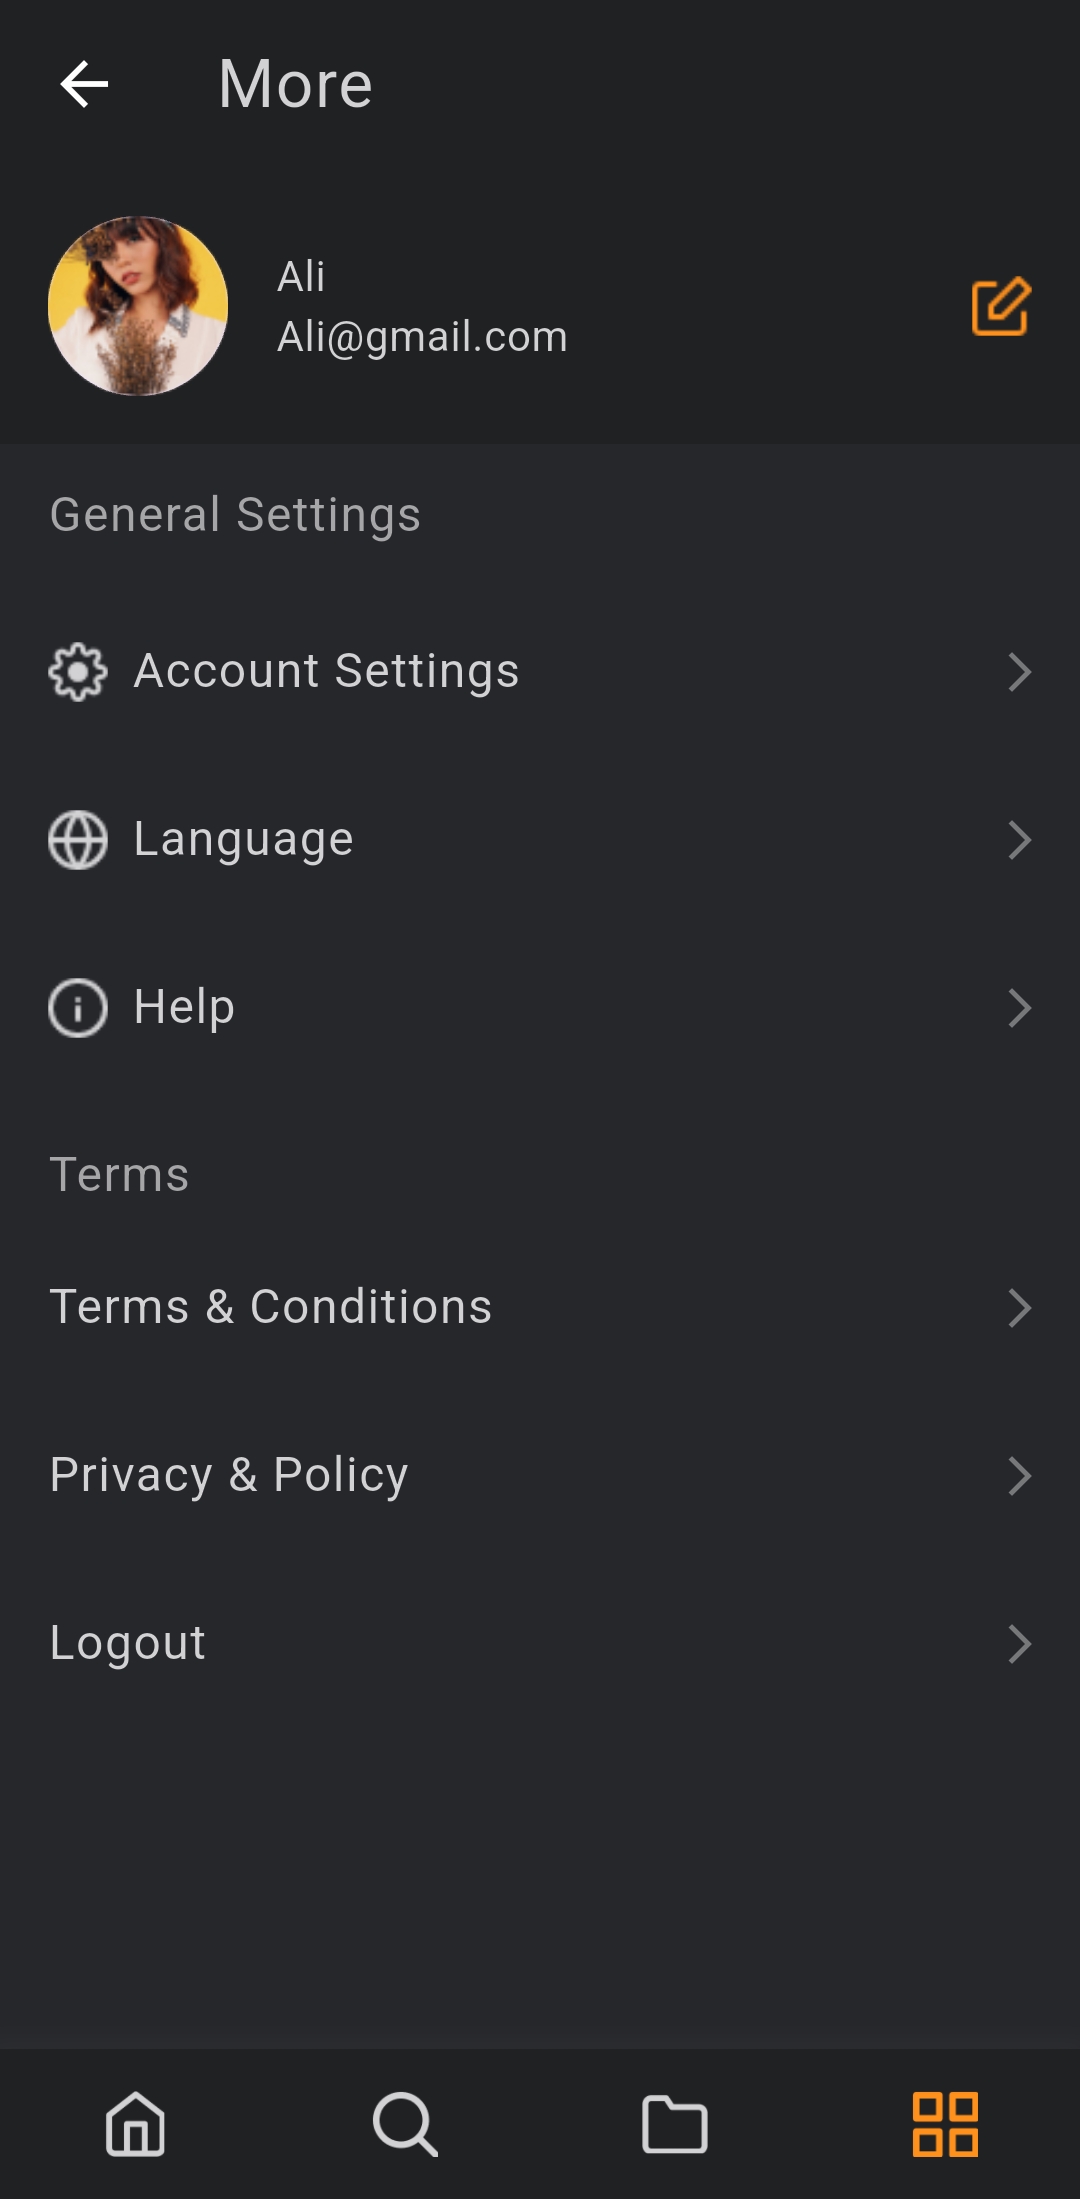 More
Ali
Ali@gmail.com
General Settings
Account Settings
Language
Help
Terms
Terms & Conditions
Privacy & Policy
Logout